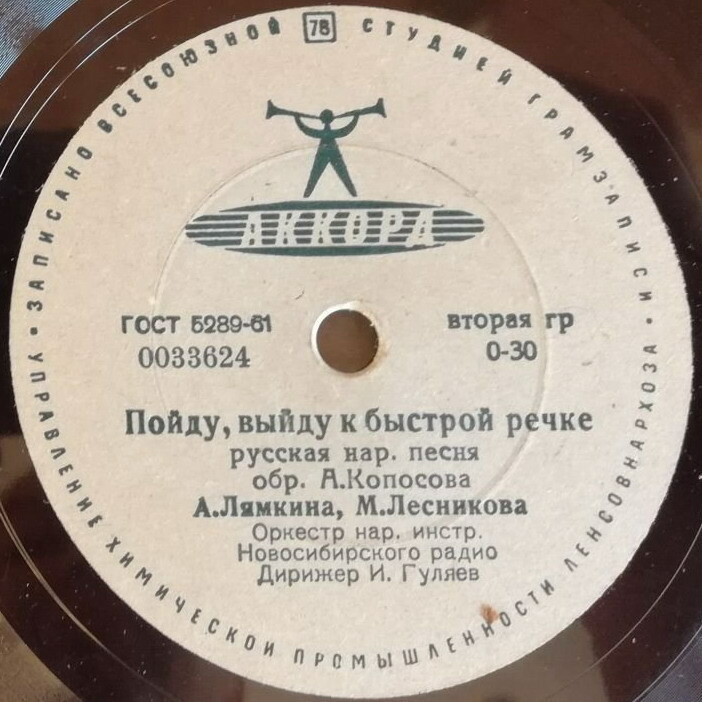 ЗАПИСАНО ВСЕСОЮЗНОЙ 78 СТУДИЕЙ ГРАМЗАПИСИ •
АККОРД
ГОСТ 5289-61
0033624
вторая гр
0-30
Пойду, выйду к быстрой речке
русская нар. песня
обр. А.Копосова
А.Лямкина, М.Лесникова
Оркестр нар. инстр.
Новосибирского радио
Дирижер И. Гуляев
УПРАВЛЕНИЕ ХИМИЧЕСКОЙ ПРОМЫШЛЕННОСТИ ЛЕНСОВНАРХОЗА •